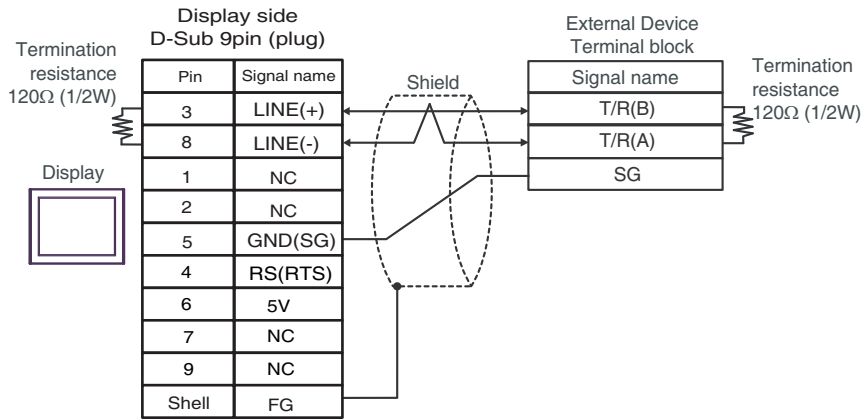 Display side
D-Sub 9pin (plug)
Termination
resistance
120Ω (1/2W)
Pin Signal name
3 LINE(+)
8 LINE(-)
1 NC
2 NC
5 GND(SG)
4 RS(RTS)
6 5V
7 NC
9 NC
Shell FG
Display
Shield
External Device
Terminal block
Signal name
T/R(B)
T/R(A)
SG
Termination
resistance
120Ω (1/2W)